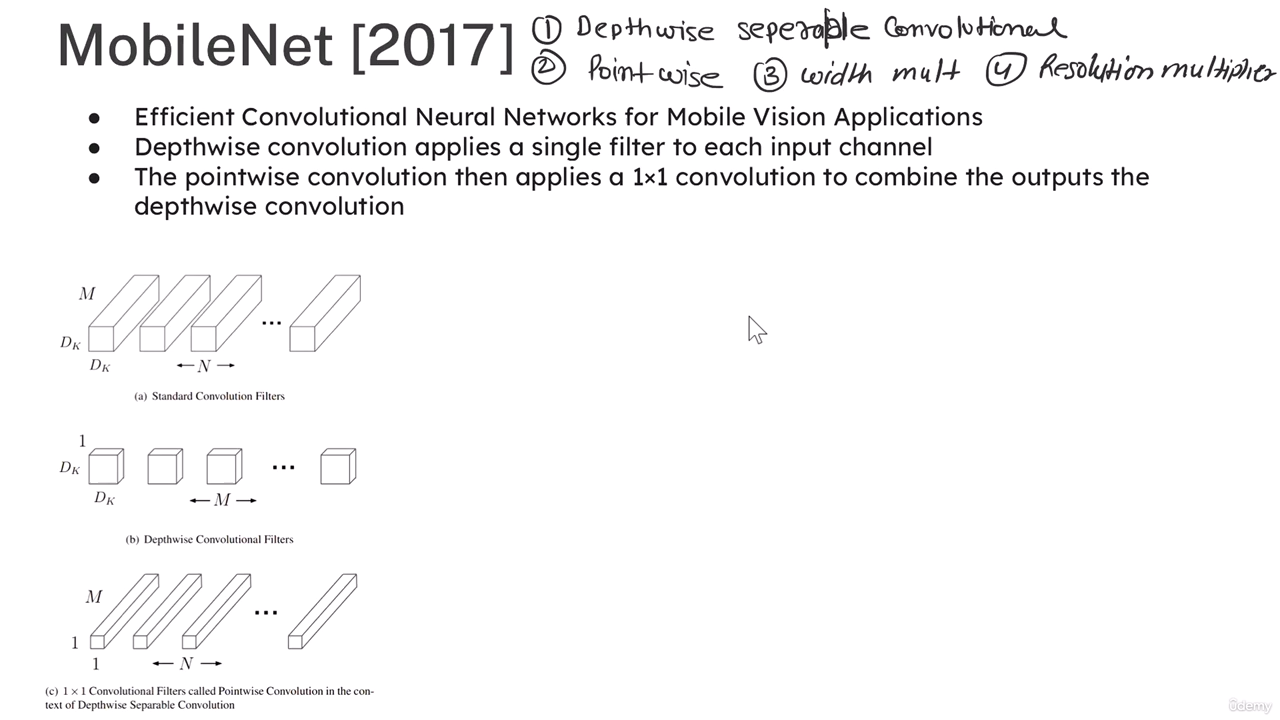 MobileNet [2017]
① Depthwise seperable Convolutional
② Pointwise ③ width mult ④ Resolution multiplier
● Efficient Convolutional Neural Networks for Mobile Vision Applications
● Depthwise convolution applies a single filter to each input channel
● The pointwise convolution then applies a 1×1 convolution to combine the outputs the
depthwise convolution
M
...
D_K
D_K ← N →
(a) Standard Convolution Filters
1
D_K ...
D_K ← M →
(b) Depthwise Convolutional Filters
M
...
1
1 ← N →
(c) 1 × 1 Convolutional Filters called Pointwise Convolution in the con-
text of Depthwise Separable Convolution
ûdemy